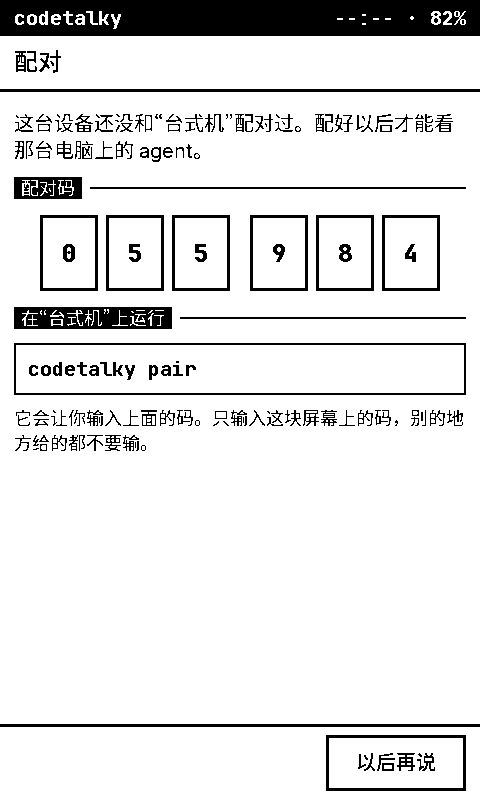 codetalky --:-- · 82%
配对
这台设备还没和“台式机”配对过。配好以后才能看
那台电脑上的 agent。
配对码
0 5 5 9 8 4
在“台式机”上运行
codetalky pair
它会让你输入上面的码。只输入这块屏幕上的码，别的地
方给的都不要输。
以后再说